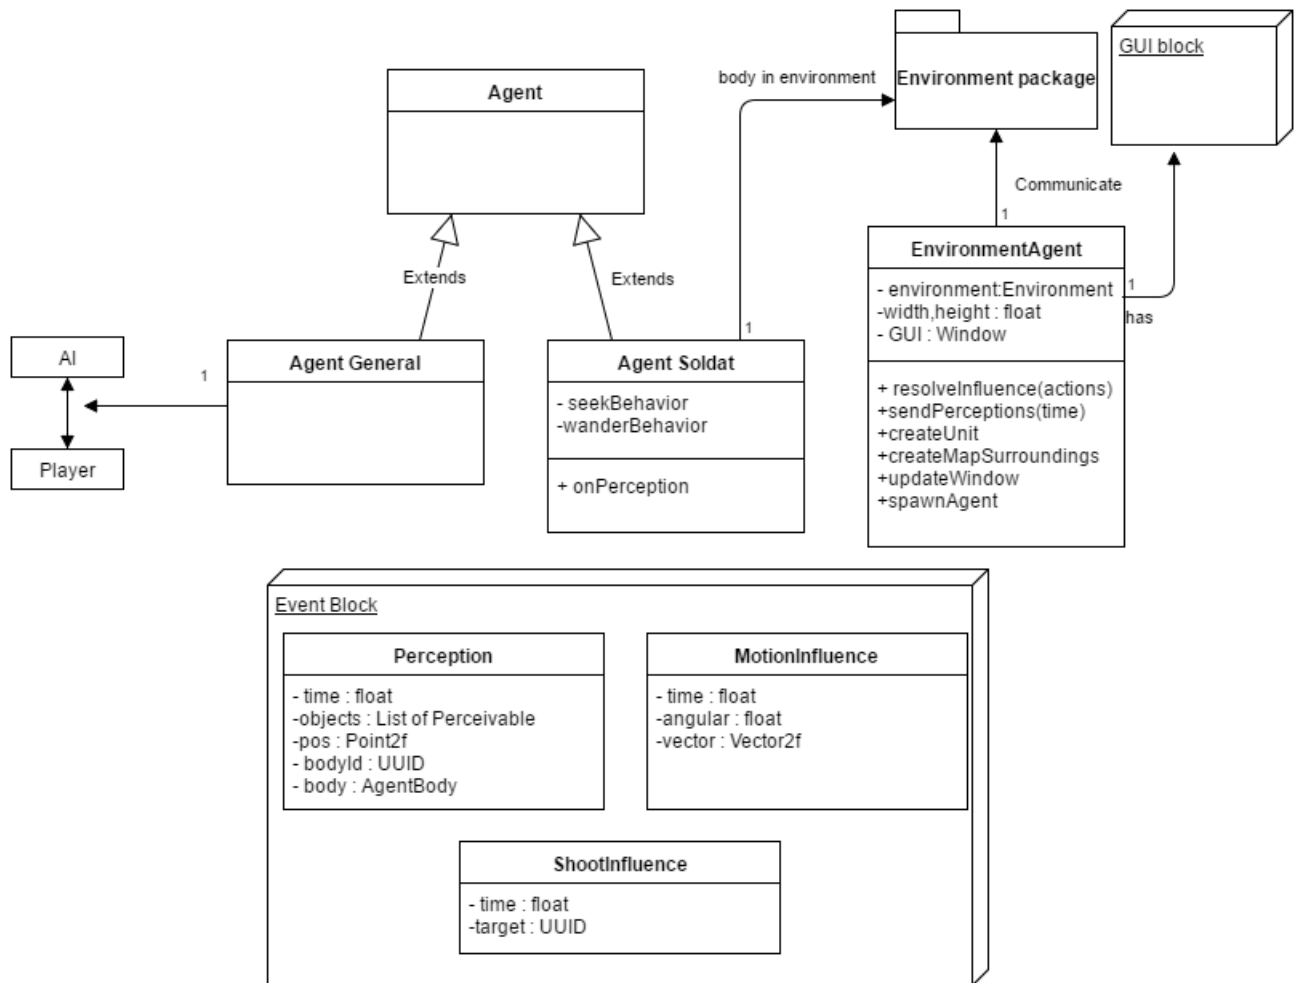 GUI block
body in environment
Environment package
Agent
Communicate
1
EnvironmentAgent
- environment:Environment
-width,height : float
- GUI : Window
1
has
+ resolveInfluence(actions)
+sendPerceptions(time)
+createUnit
+createMapSurroundings
+updateWindow
+spawnAgent
Extends
Extends
1
AI
Player
1
Agent General
Agent Soldat
- seekBehavior
-wanderBehavior
+ onPerception
Event Block
Perception
- time : float
-objects : List of Perceivable
-pos : Point2f
- bodyId : UUID
- body : AgentBody
MotionInfluence
- time : float
-angular : float
-vector : Vector2f
ShootInfluence
- time : float
-target : UUID